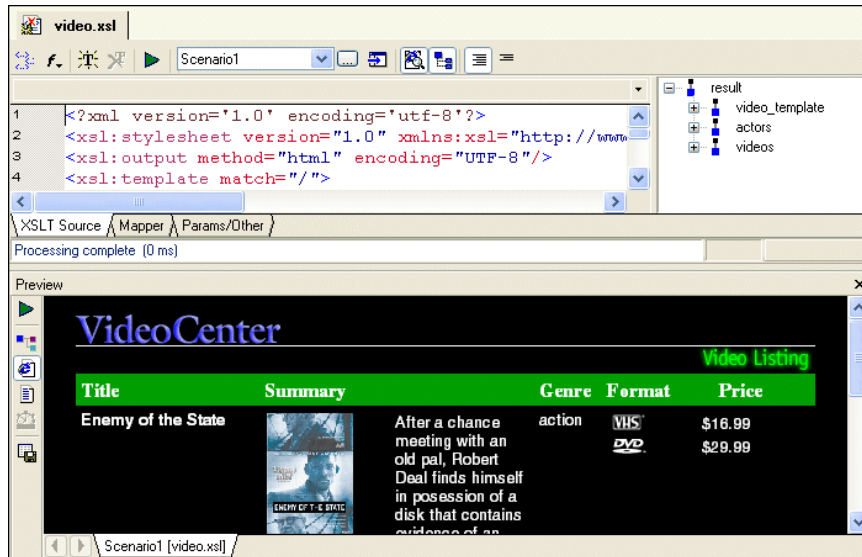 video.xsl
Scenario1
1 <?xml version='1.0' encoding='utf-8'?>
2 <xsl:stylesheet version="1.0" xmlns:xsl="http://www
3 <xsl:output method="html" encoding="UTF-8"/>
4 <xsl:template match="/">
result
video_template
actors
videos
XSLT Source Mapper Params/Other
Processing complete (0 ms)
Preview
VideoCenter
Video Listing
Title Summary Genre Format Price
Enemy of the State
ENEMY OF THE STATE
After a chance
meeting with an
old pal, Robert
Deal finds himself
in posession of a
disk that contains
evidence of an
action
VHS $16.99
DVD $29.99
Scenario1 [video.xsl]